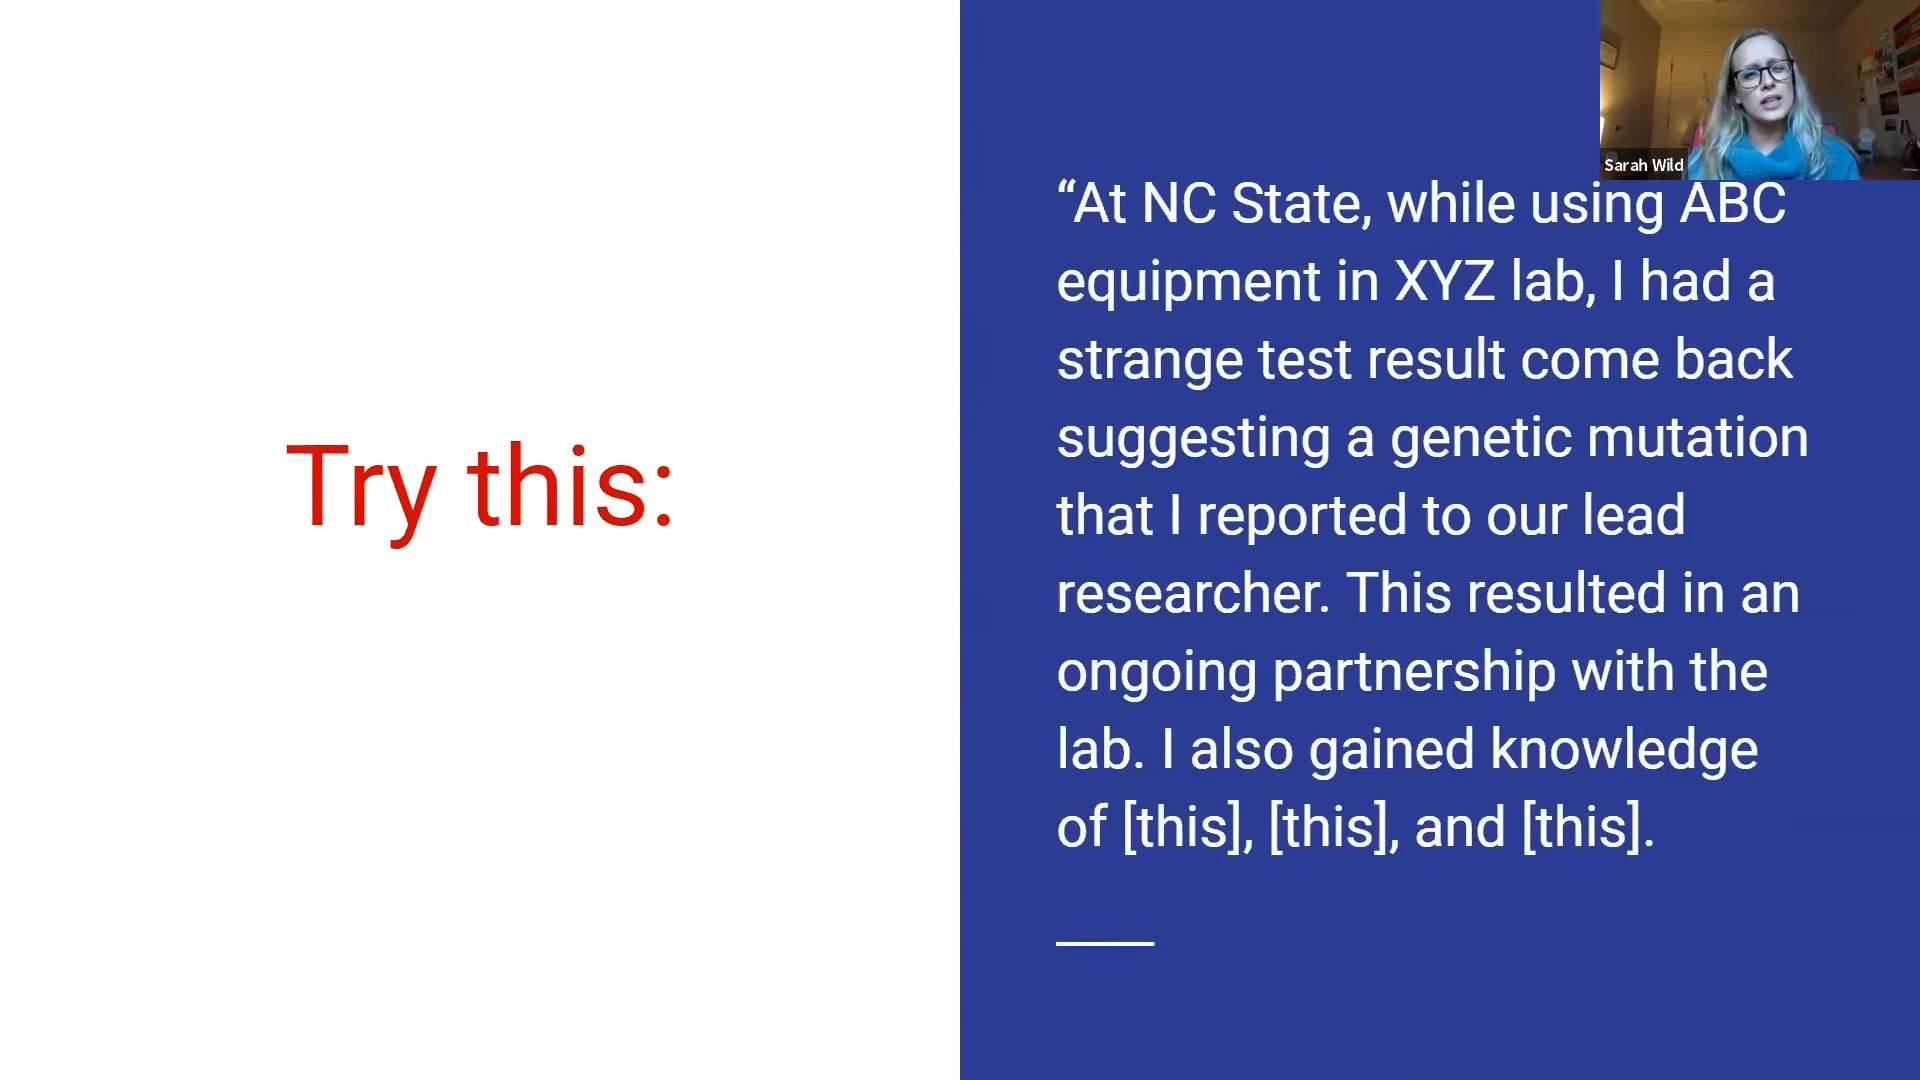 Try this:
Sarah Wild
“At NC State, while using ABC
equipment in XYZ lab, I had a
strange test result come back
suggesting a genetic mutation
that I reported to our lead
researcher. This resulted in an
ongoing partnership with the
lab. I also gained knowledge
of [this], [this], and [this].